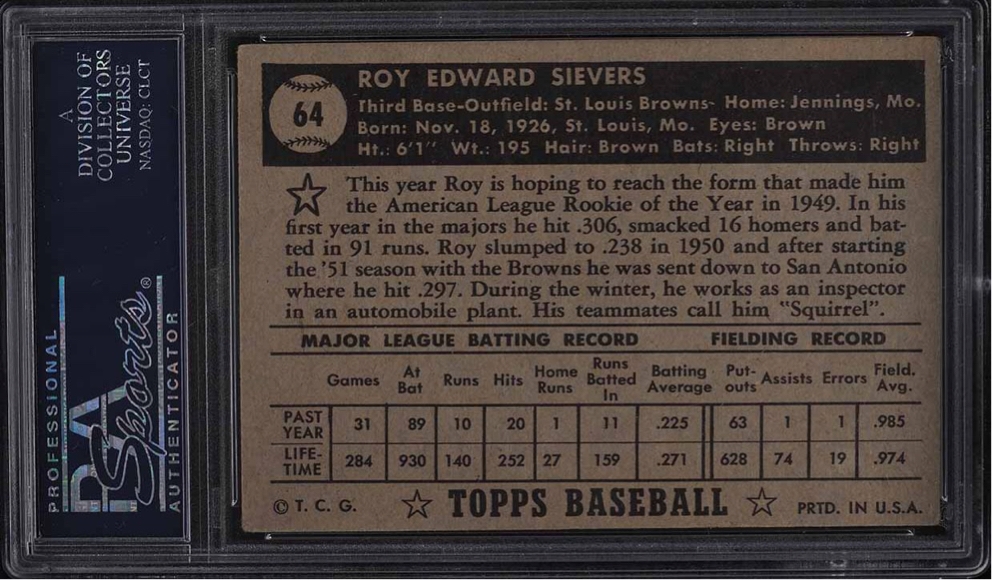 A
DIVISION OF
COLLECTORS
UNIVERSE
NASDAQ: CLCT
PROFESSIONAL
PSA
Sports®
AUTHENTICATOR
64
ROY EDWARD SIEVERS
Third Base-Outfield: St. Louis Browns- Home: Jennings, Mo.
Born: Nov. 18, 1926, St. Louis, Mo. Eyes: Brown
Ht.: 6'1" Wt.: 195 Hair: Brown Bats: Right Throws: Right
This year Roy is hoping to reach the form that made him
the American League Rookie of the Year in 1949. In his
first year in the majors he hit .306, smacked 16 homers and bat-
ted in 91 runs. Roy slumped to .238 in 1950 and after starting
the '51 season with the Browns he was sent down to San Antonio
where he hit .297. During the winter, he works as an inspector
in an automobile plant. His teammates call him "Squirrel".
MAJOR LEAGUE BATTING RECORD FIELDING RECORD
Games At Bat Runs Hits Home Runs Runs Batted In Batting Average Put-outs Assists Errors Field. Avg.
PAST YEAR 31 89 10 20 1 11 .225 63 1 1 .985
LIFE-TIME 284 930 140 252 27 159 .271 628 74 19 .974
© T. C. G. TOPPS BASEBALL PRTD. IN U.S.A.